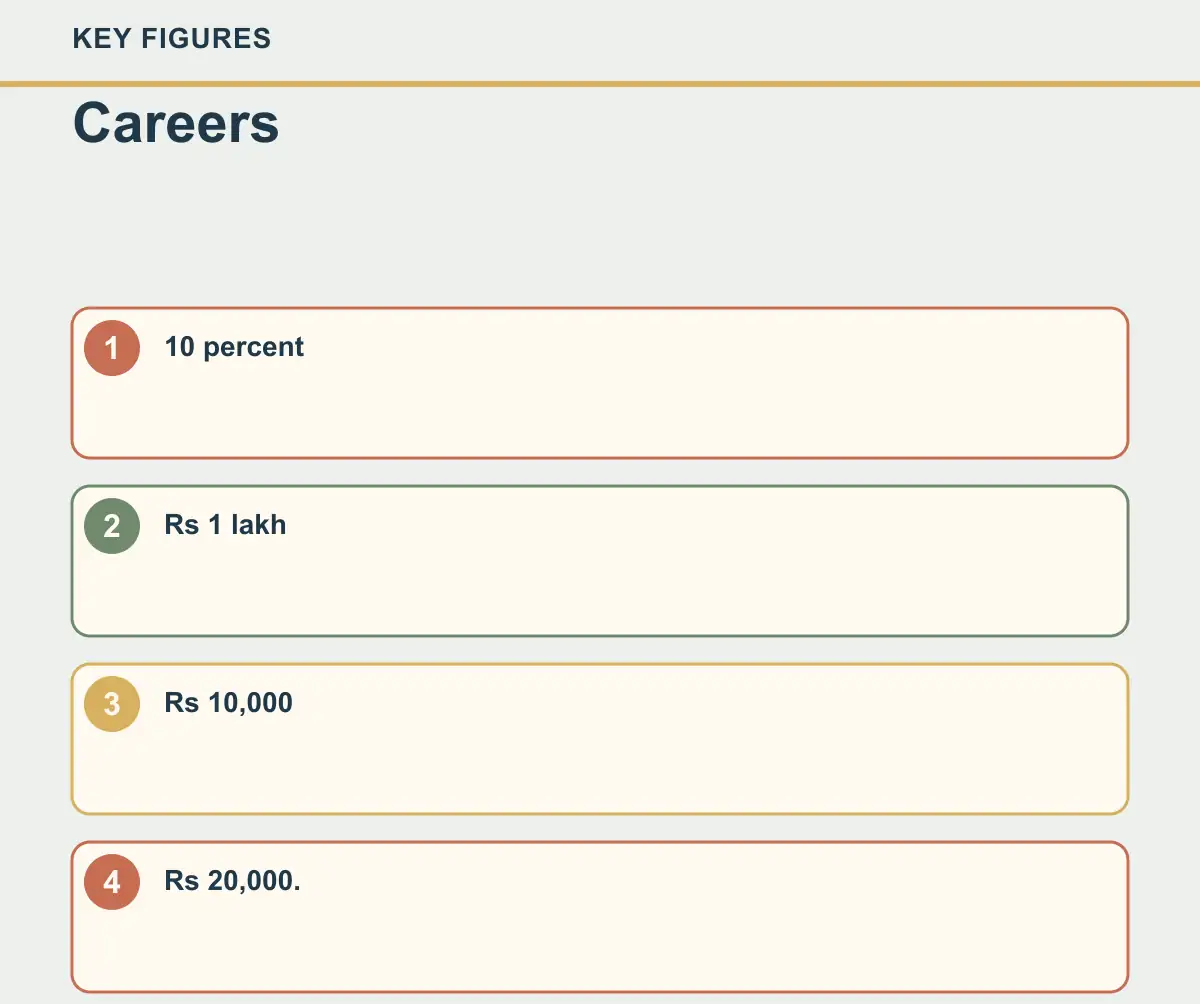 KEY FIGURES
Careers
1 10 percent
2 Rs 1 lakh
3 Rs 10,000
4 Rs 20,000.